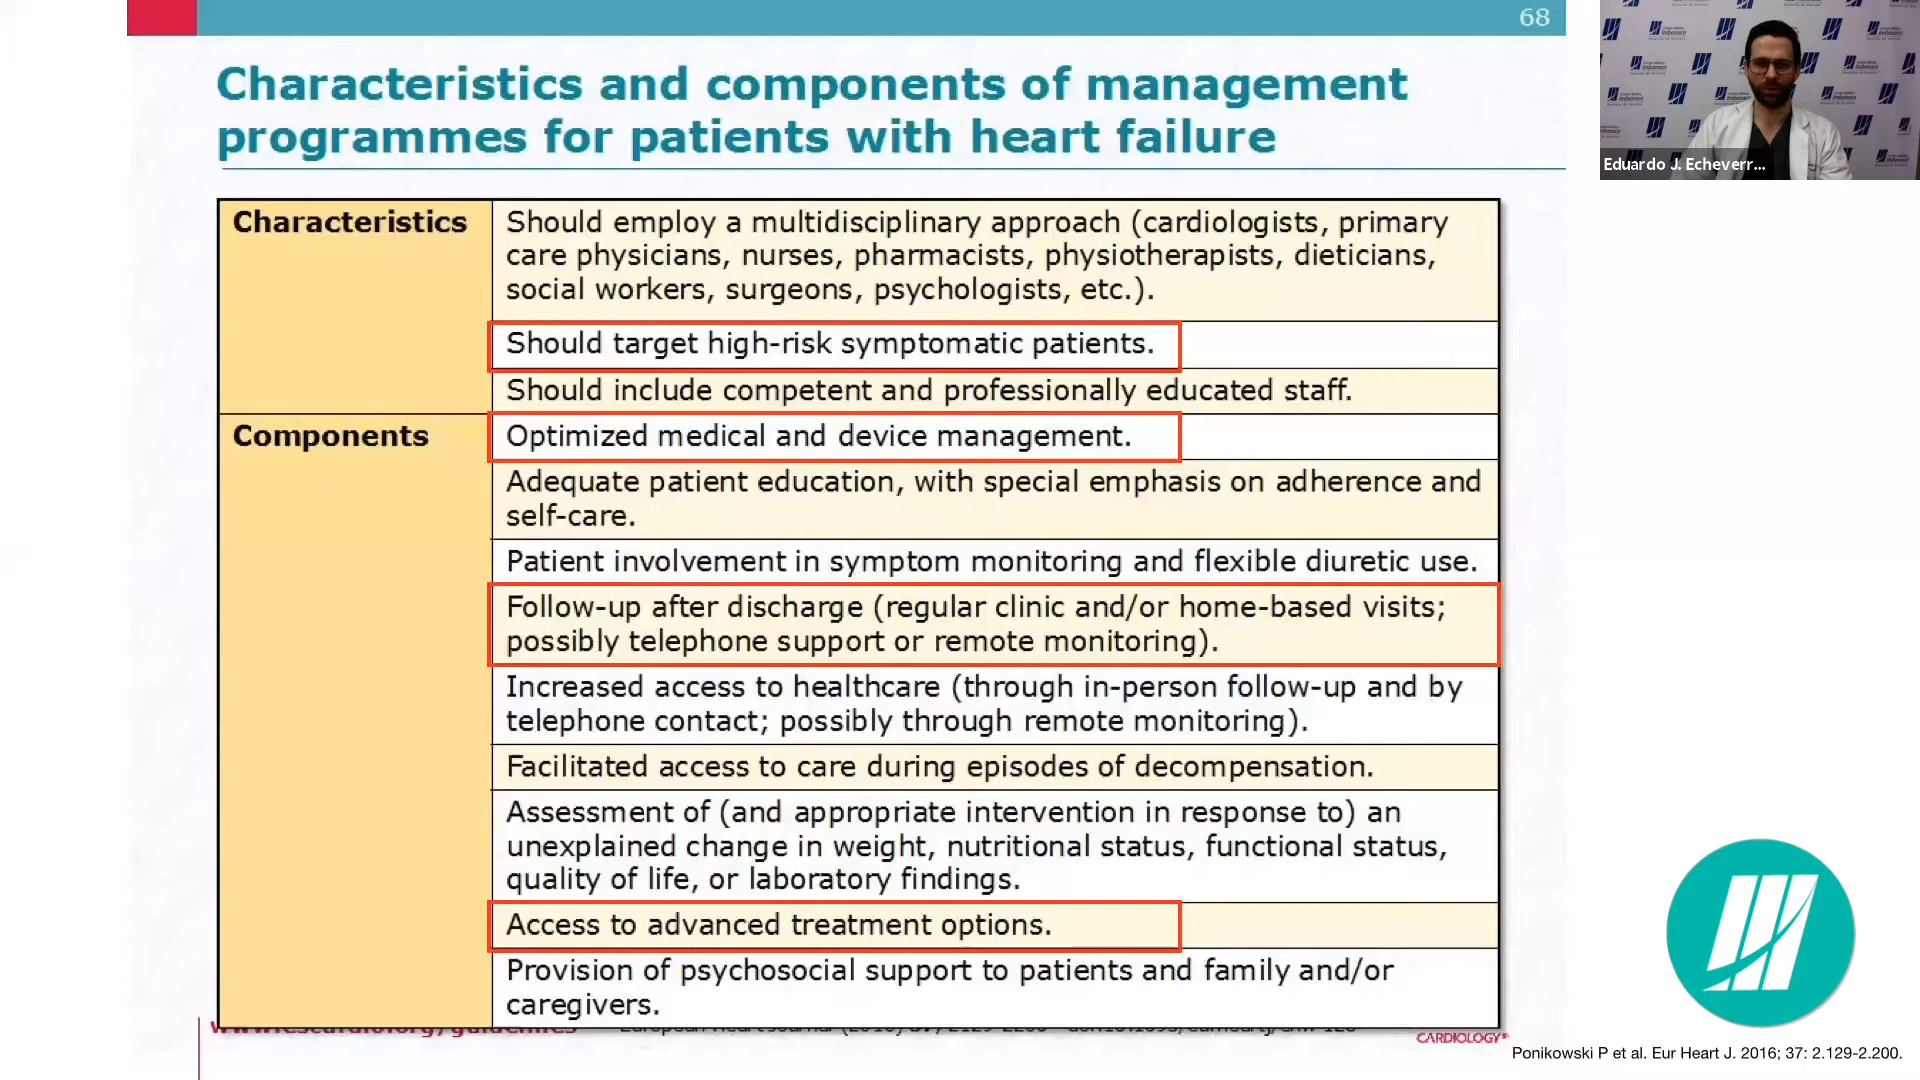 68
Characteristics and components of management
programmes for patients with heart failure
Characteristics
Should employ a multidisciplinary approach (cardiologists, primary
care physicians, nurses, pharmacists, physiotherapists, dieticians,
social workers, surgeons, psychologists, etc.).
Should target high-risk symptomatic patients.
Should include competent and professionally educated staff.
Components
Optimized medical and device management.
Adequate patient education, with special emphasis on adherence and
self-care.
Patient involvement in symptom monitoring and flexible diuretic use.
Follow-up after discharge (regular clinic and/or home-based visits;
possibly telephone support or remote monitoring).
Increased access to healthcare (through in-person follow-up and by
telephone contact; possibly through remote monitoring).
Facilitated access to care during episodes of decompensation.
Assessment of (and appropriate intervention in response to) an
unexplained change in weight, nutritional status, functional status,
quality of life, or laboratory findings.
Access to advanced treatment options.
Provision of psychosocial support to patients and family and/or
caregivers.
CARDIOLOGY®
Ponikowski P et al. Eur Heart J. 2016; 37: 2.129-2.200.
Eduardo J. Echeverr...